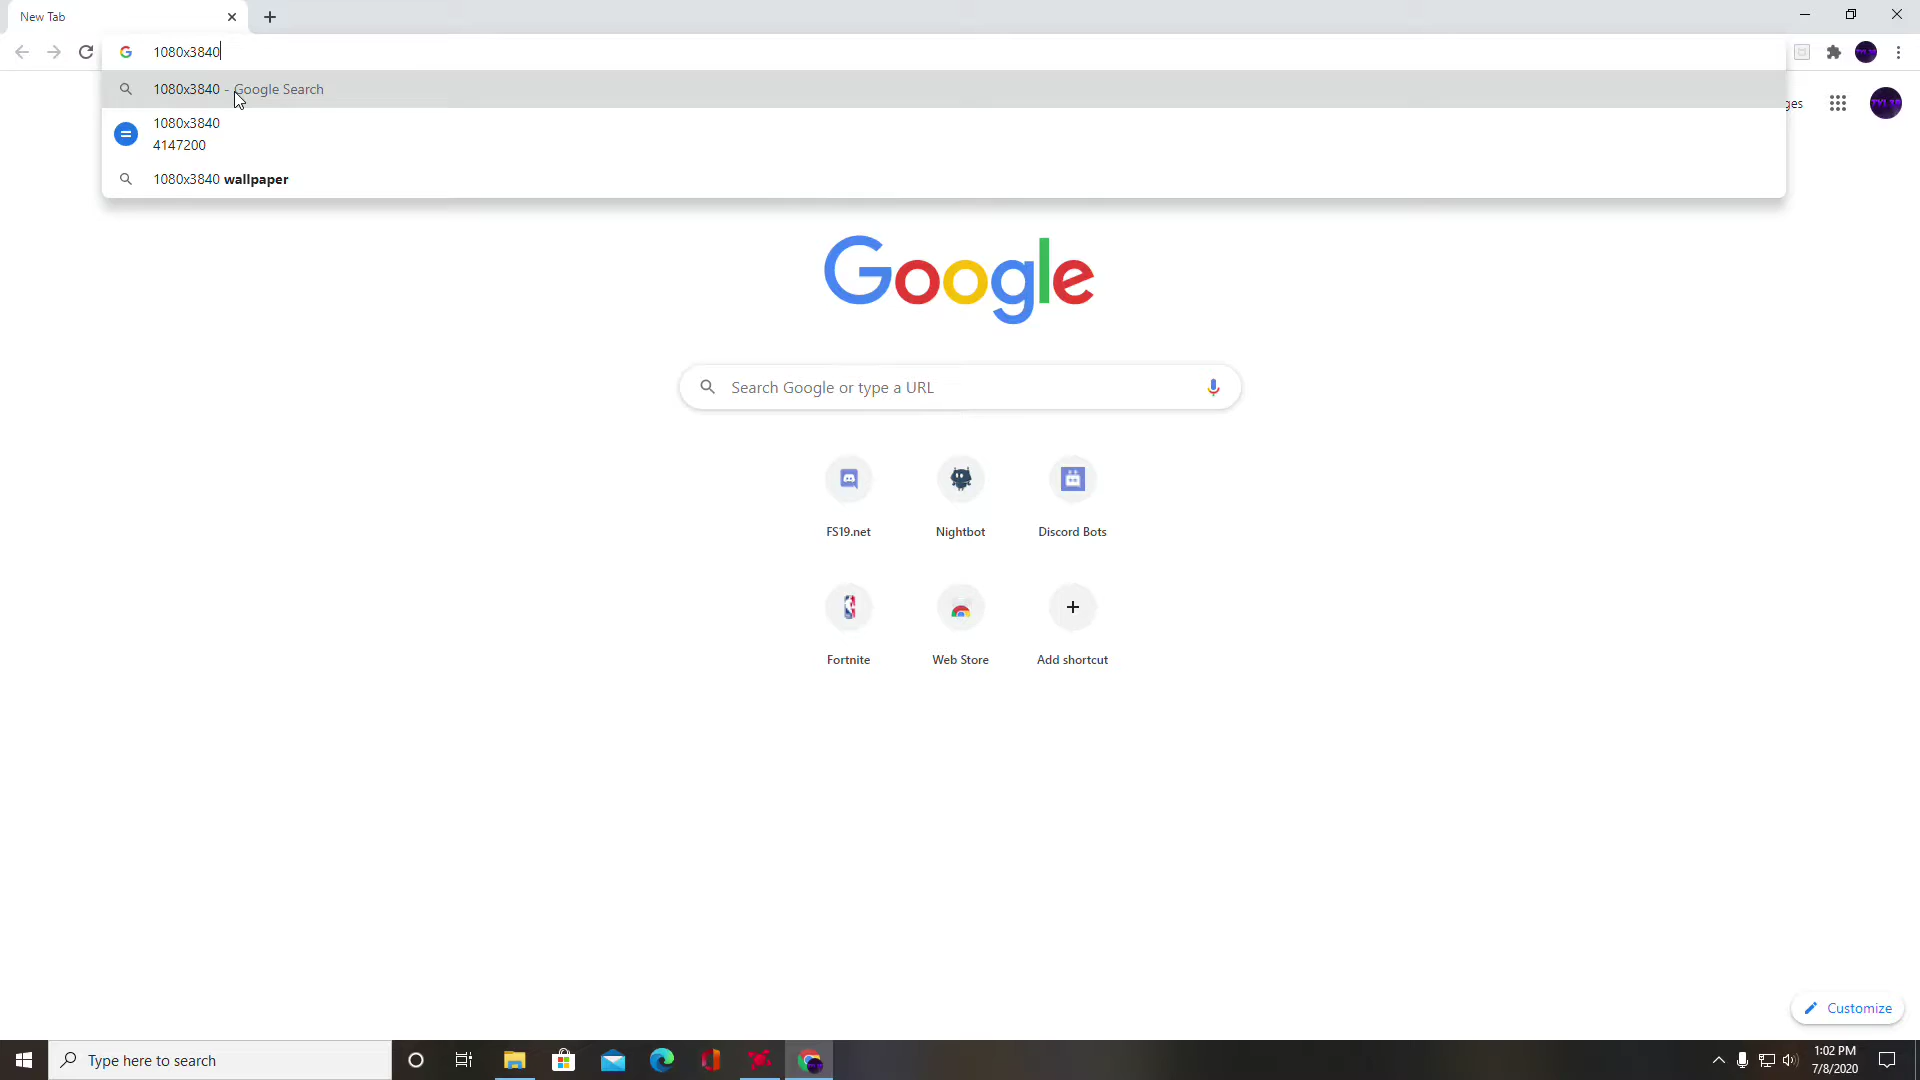 New Tab
1080x3840
1080x3840 - Google Search
1080x3840
4147200
1080x3840 wallpaper
ges
Google
Search Google or type a URL
FS19.net
Nightbot
Discord Bots
Fortnite
Web Store
Add shortcut
Customize
Type here to search
1:02 PM
7/8/2020